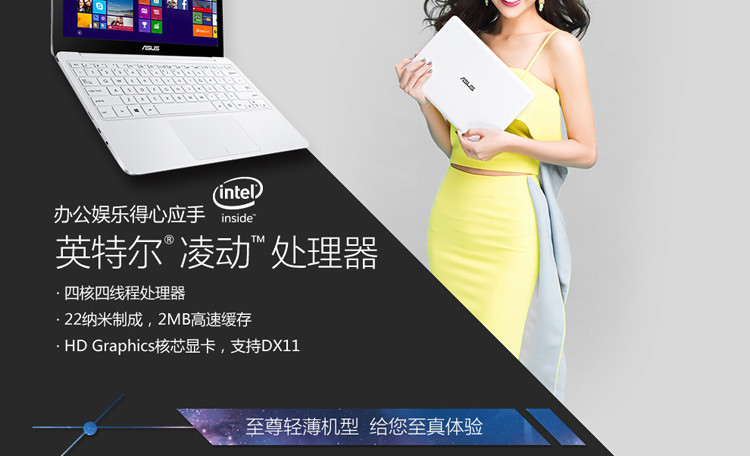 ASUS
ASUS
intel
inside™
办公娱乐得心应手
英特尔®凌动™处理器
· 四核四线程处理器
· 22纳米制成，2MB高速缓存
· HD Graphics核芯显卡，支持DX11
至尊轻薄机型 给您至真体验